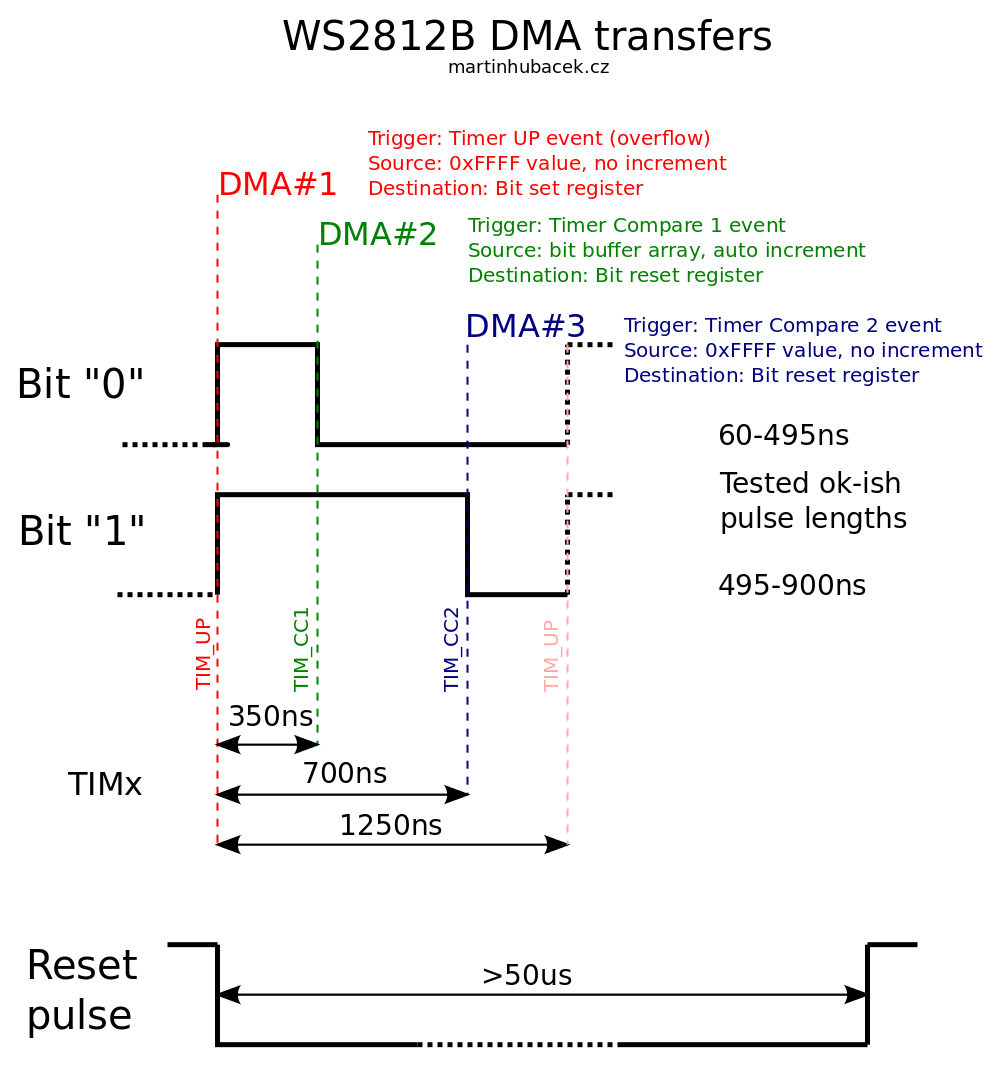 WS2812B DMA transfers
martinhubacek.cz
Trigger: Timer UP event (overflow)
Source: 0xFFFF value, no increment
Destination: Bit set register
DMA#1
DMA#2
Trigger: Timer Compare 1 event
Source: bit buffer array, auto increment
Destination: Bit reset register
DMA#3
Trigger: Timer Compare 2 event
Source: 0xFFFF value, no increment
Destination: Bit reset register
Bit "0"
60-495ns
Tested ok-ish
pulse lengths
Bit "1"
495-900ns
TIM_UP
TIM_CC1
TIM_CC2
TIM_UP
350ns
700ns
TIMx
1250ns
Reset
pulse
>50us